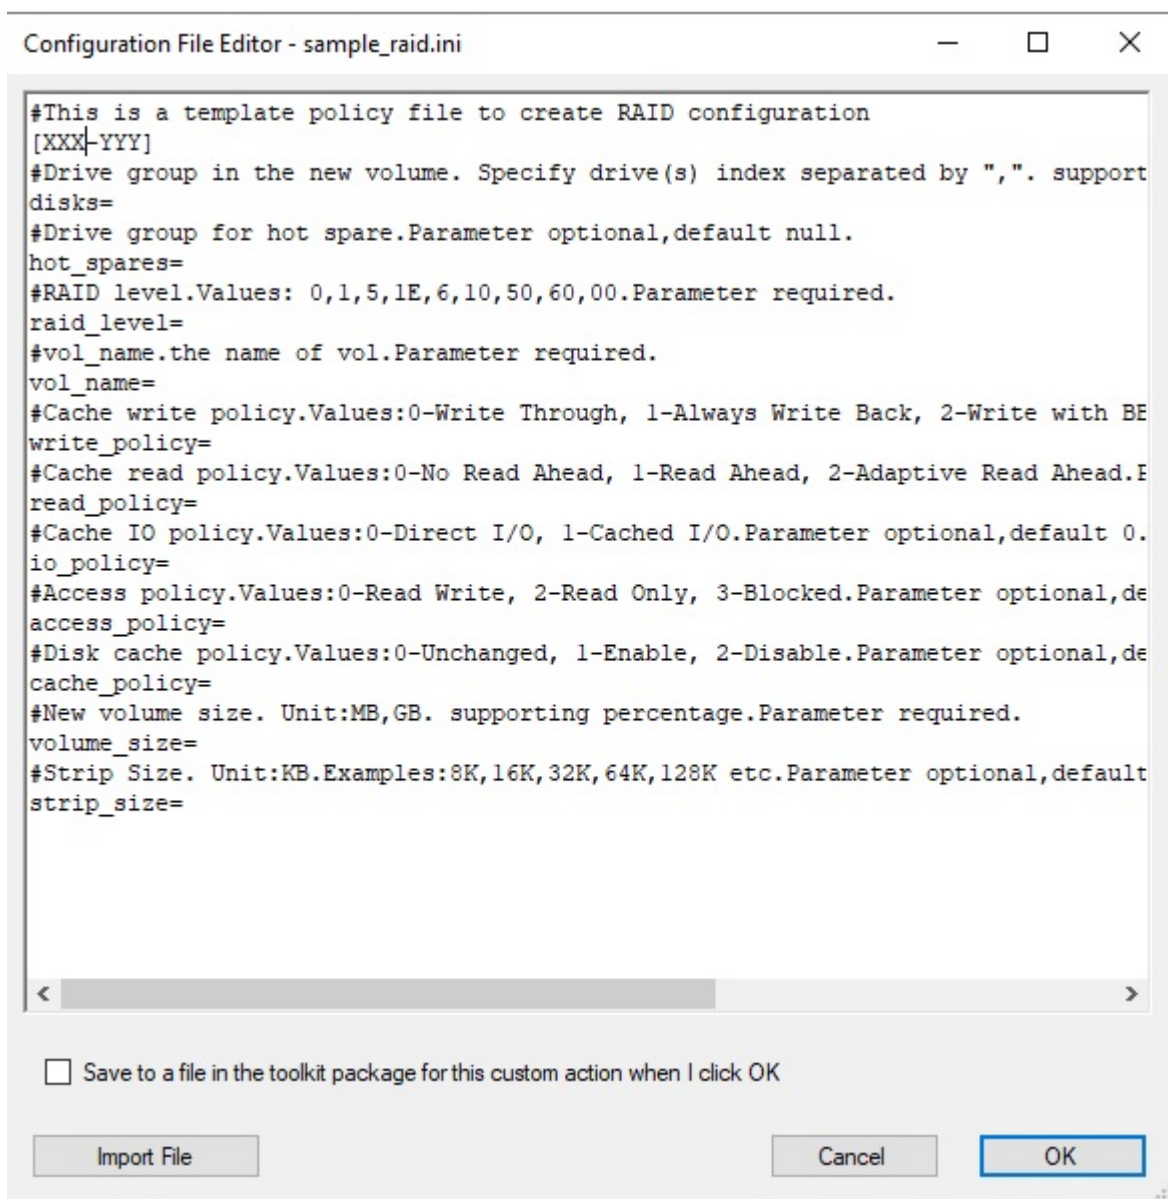 Configuration File Editor - sample_raid.ini
#This is a template policy file to create RAID configuration
[XXX-YYY]
#Drive group in the new volume. Specify drive(s) index separated by ",". support
disks=
#Drive group for hot spare.Parameter optional,default null.
hot_spares=
#RAID level.Values: 0,1,5,1E,6,10,50,60,00.Parameter required.
raid_level=
#vol_name.the name of vol.Parameter required.
vol_name=
#Cache write policy.Values:0-Write Through, 1-Always Write Back, 2-Write with
write_policy=
#Cache read policy.Values:0-No Read Ahead, 1-Read Ahead, 2-Adaptive Read Ahead.
read_policy=
#Cache IO policy.Values:0-Direct I/O, 1-Cached I/O.Parameter optional,default 0.
io_policy=
#Access policy.Values:0-Read Write, 2-Read Only, 3-Blocked.Parameter optional,de
access_policy=
#Disk cache policy.Values:0-Unchanged, 1-Enable, 2-Disable.Parameter optional,de
cache_policy=
#New volume size. Unit:MB,GB. supporting percentage.Parameter required.
volume_size=
#Strip Size. Unit:KB.Examples:8K,16K,32K,64K,128K etc.Parameter optional,default
strip_size=
Save to a file in the toolkit package for this custom action when I click OK
Import File
Cancel
OK